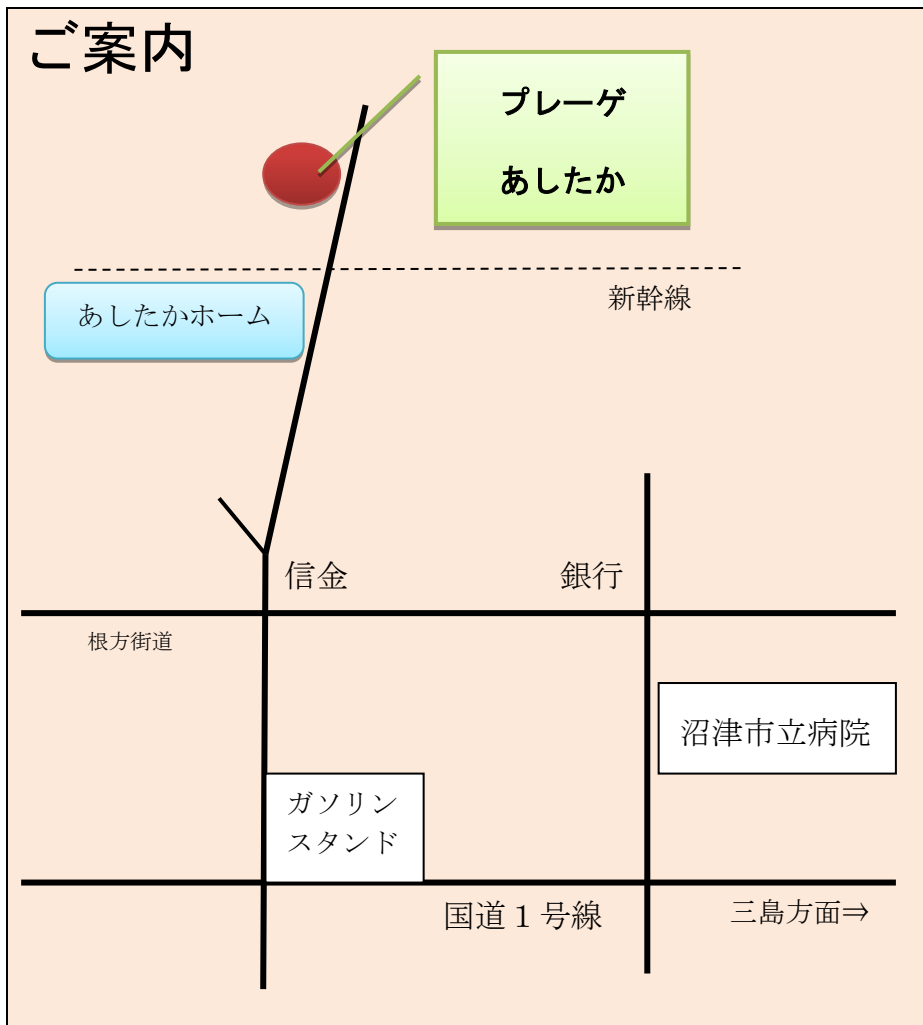 ご案内
プレーゲ
あしたか
新幹線
あしたかホーム
信金
銀行
根方街道
沼津市立病院
ガソリン
スタンド
国道１号線
三島方面⇒